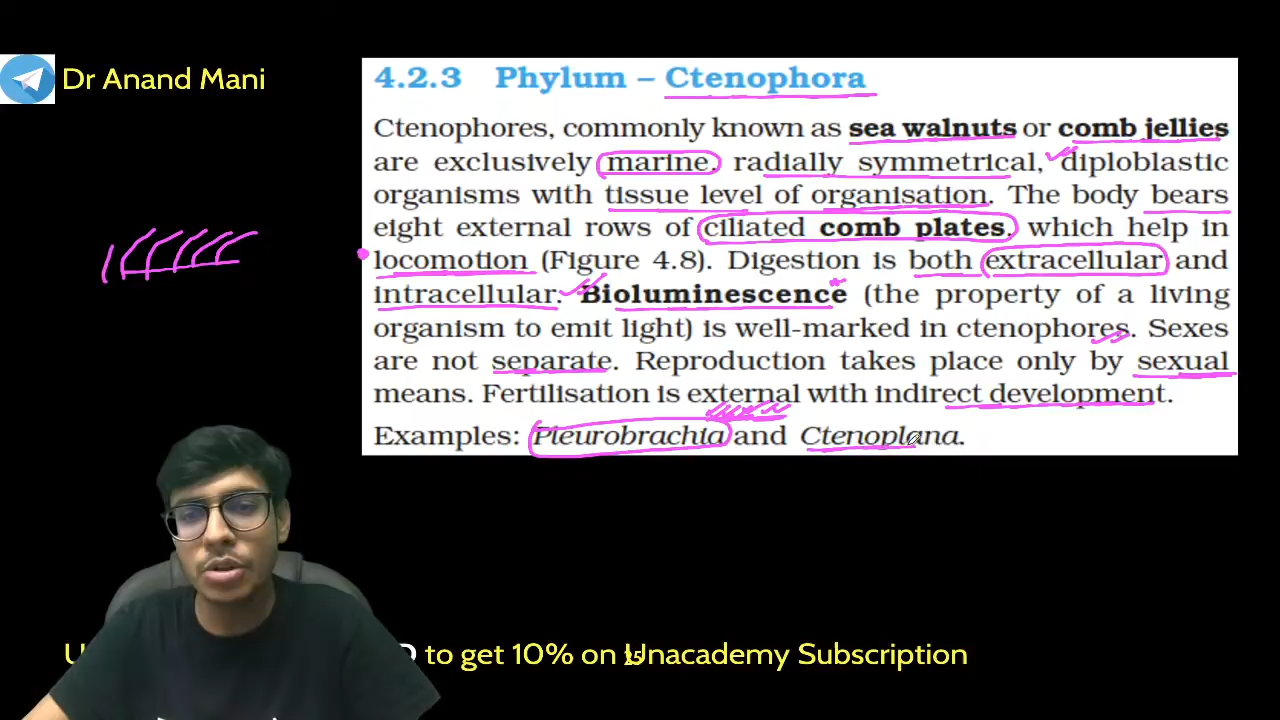 Dr Anand Mani
4.2.3 Phylum – Ctenophora
Ctenophores, commonly known as sea walnuts or comb jellies
are exclusively marine, radially symmetrical, diploblastic
organisms with tissue level of organisation. The body bears
eight external rows of ciliated comb plates, which help in
locomotion (Figure 4.8). Digestion is both extracellular and
intracellular. Bioluminescence (the property of a living
organism to emit light) is well-marked in ctenophores. Sexes
are not separate. Reproduction takes place only by sexual
means. Fertilisation is external with indirect development.
Examples: Pleurobrachia and Ctenoplana.
to get 10% on Unacademy Subscription